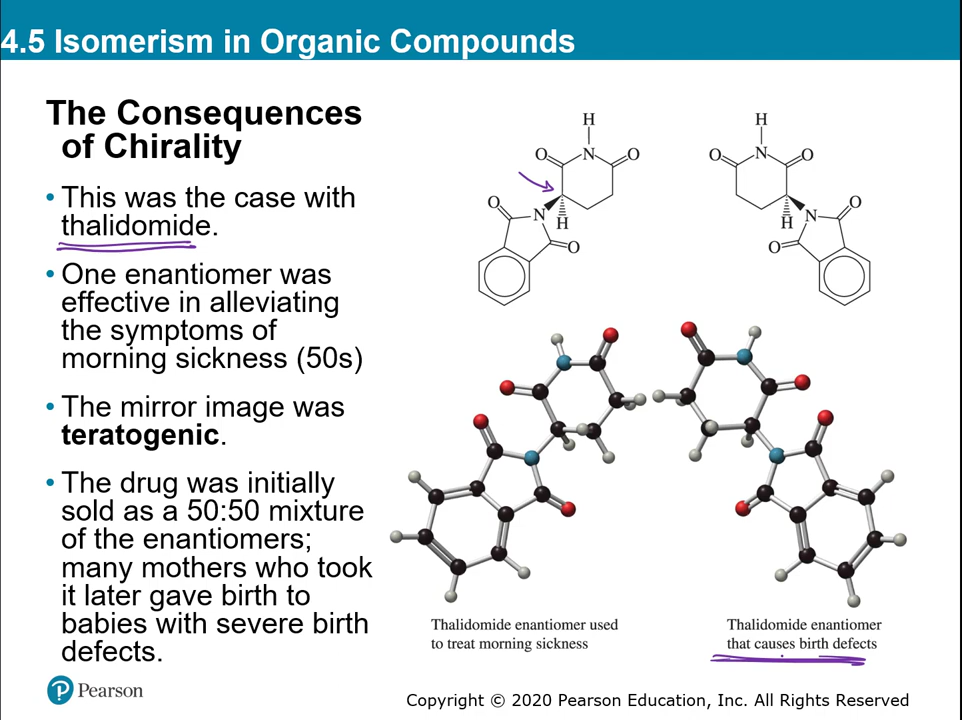 4.5 Isomerism in Organic Compounds
The Consequences
of Chirality
• This was the case with
thalidomide.
• One enantiomer was
effective in alleviating
the symptoms of
morning sickness (50s)
• The mirror image was
teratogenic.
• The drug was initially
sold as a 50:50 mixture
of the enantiomers;
many mothers who took
it later gave birth to
babies with severe birth
defects.
H
O N O
H
N
O
O
H
O N O
H
N
O
O
Thalidomide enantiomer used
to treat morning sickness
Thalidomide enantiomer
that causes birth defects
P Pearson
Copyright © 2020 Pearson Education, Inc. All Rights Reserved